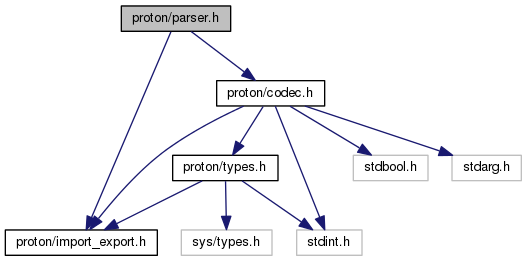 proton/parser.h
proton/codec.h
proton/types.h
stdbool.h
stdarg.h
proton/import_export.h
sys/types.h
stdint.h